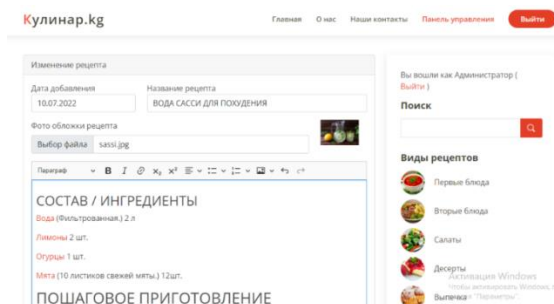 Кулинар.kg
Главная О нас Наши контакты Панель управления Выйти
Изменение рецепта
Дата добавления Название рецепта
10.07.2022 ВОДА САССИ ДЛЯ ПОХУДЕНИЯ
Фото обложки рецепта
Выбор файла sassi.jpg
Параграф
СОСТАВ / ИНГРЕДИЕНТЫ
Вода (Фильтрованная.) 2 л
Лимоны 2 шт.
Огурцы 1 шт.
Мята (10 листиков свежей мяты.) 12шт.
ПОШАГОВОЕ ПРИГОТОВЛЕНИЕ
Вы вошли как Администратор (
Выйти )
Поиск
Виды рецептов
Первые блюда
Вторые блюда
Салаты
Десерты
Активация Windows
Чтобы активировать Windows,
Выпечка
"Параметры".